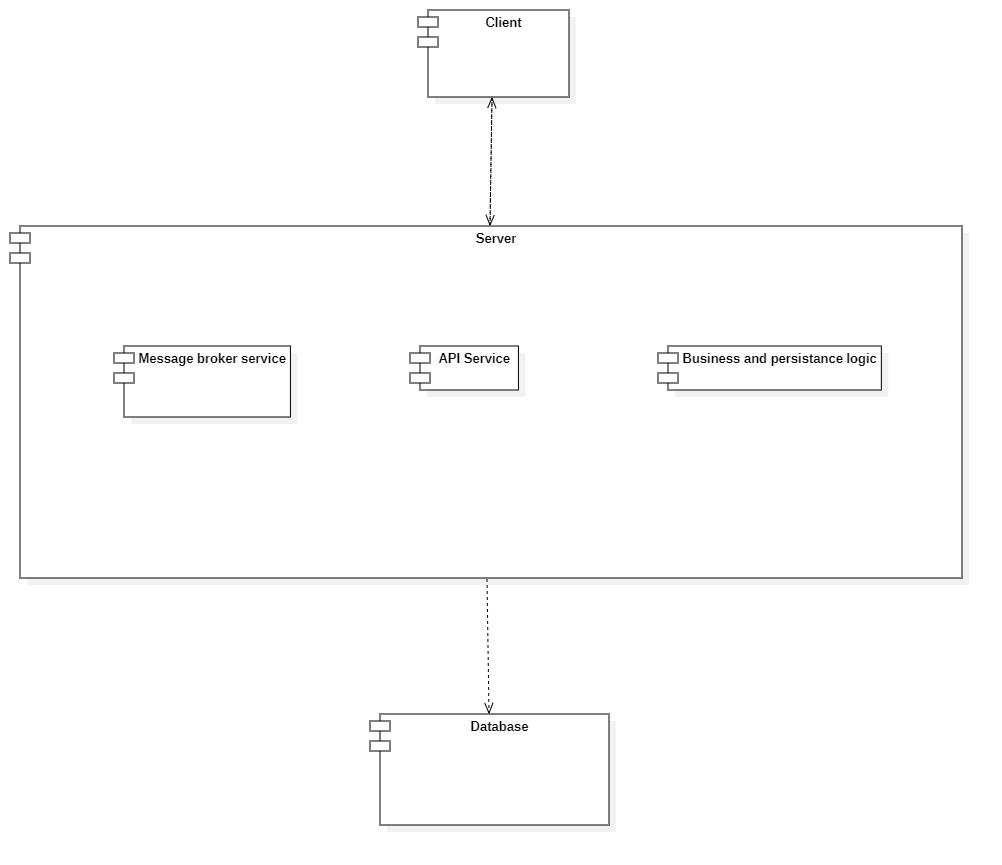 Client
Server
Message broker service
API Service
Business and persistance logic
Database